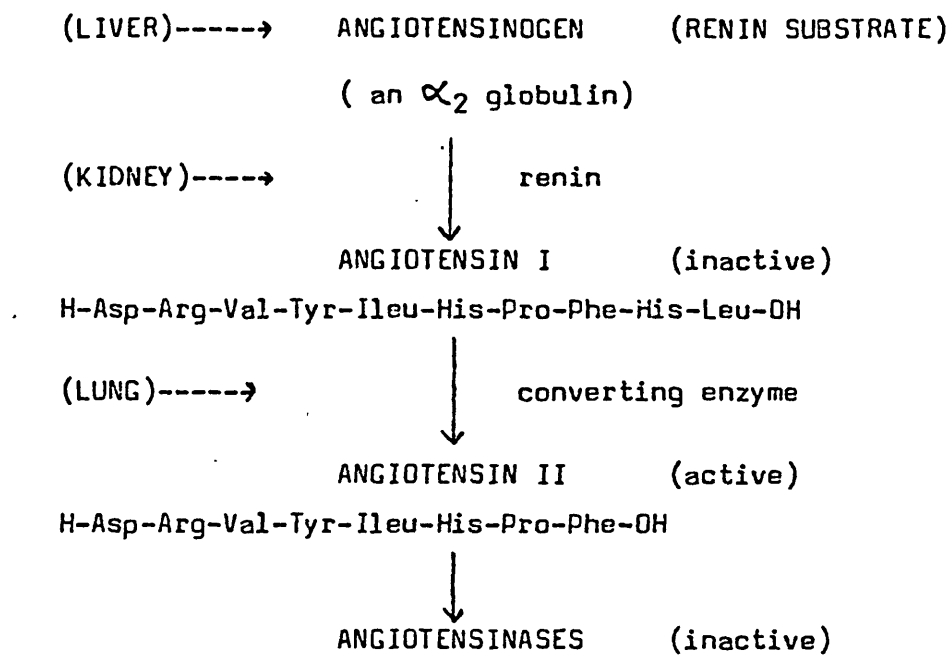 (LIVER)-----→ ANGIOTENSINOGEN (RENIN SUBSTRATE)
( an α2 globulin)
(KIDNEY)----→ renin
ANGIOTENSIN I (inactive)
H-Asp-Arg-Val-Tyr-Ileu-His-Pro-Phe-His-Leu-OH
(LUNG)-----→ converting enzyme
ANGIOTENSIN II (active)
H-Asp-Arg-Val-Tyr-Ileu-His-Pro-Phe-OH
ANGIOTENSINASES (inactive)